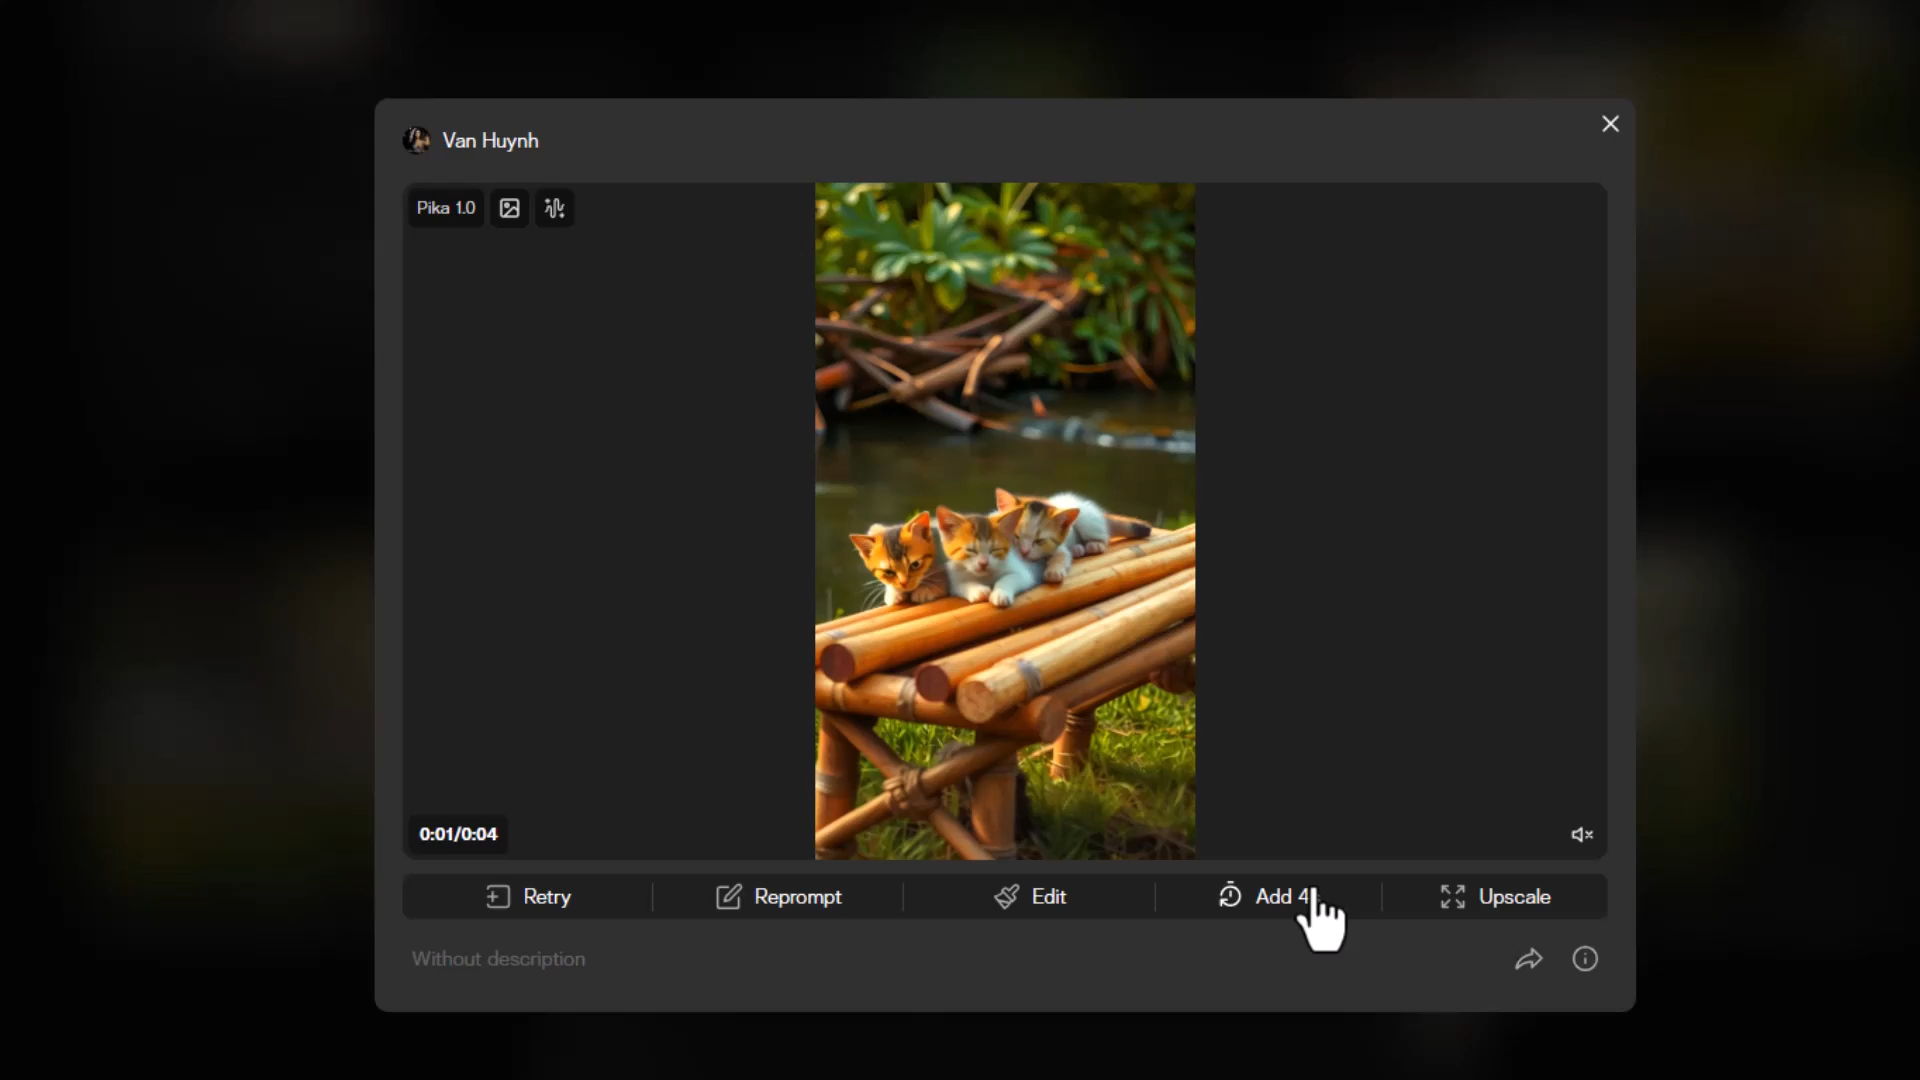 Van Huynh
Pika 1.0
0:01/0:04
Retry
Reprompt
Edit
Add 4
Upscale
Without description